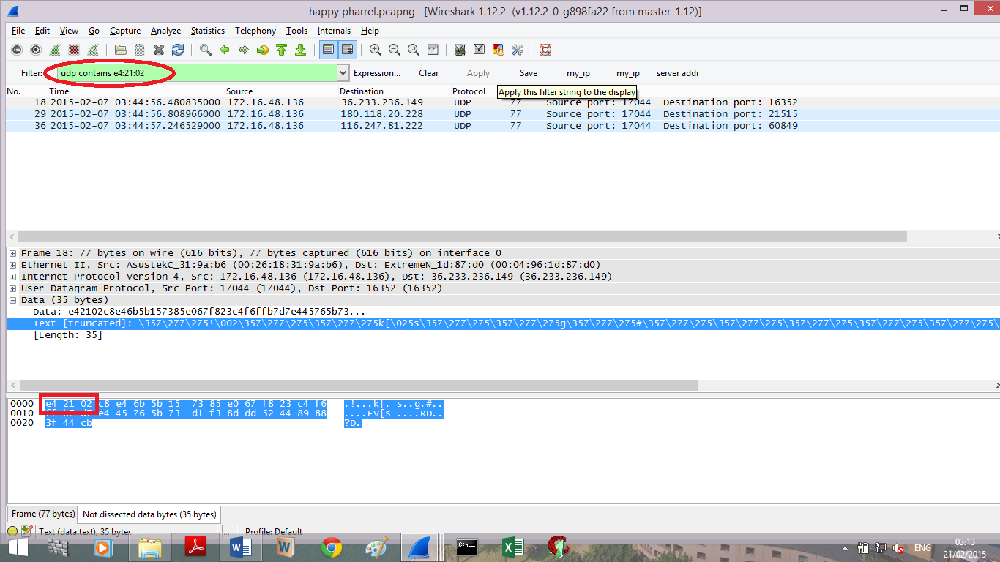 happy pharrel.pcapng [Wireshark 1.12.2 (v1.12.2-0-g898fa22 from master-1.12)]
File Edit View Go Capture Analyze Statistics Telephony Tools Internals Help
Filter: udp contains e4:21:02 Expression... Clear Apply Save my_ip my_ip server addr
No. Time Source Destination Protocol
Apply this filter string to the display
18 2015-02-07 03:44:56.480835000 172.16.48.136 36.233.236.149 UDP 77 Source port: 17044 Destination port: 16352
29 2015-02-07 03:44:56.808966000 172.16.48.136 180.118.20.228 UDP 77 Source port: 17044 Destination port: 21515
36 2015-02-07 03:44:57.246529000 172.16.48.136 116.247.81.222 UDP 77 Source port: 17044 Destination port: 60849
Frame 18: 77 bytes on wire (616 bits), 77 bytes captured (616 bits) on interface 0
Ethernet II, Src: AsustekC_31:9a:b6 (00:26:18:31:9a:b6), Dst: ExtremeN_1d:87:d0 (00:04:96:1d:87:d0)
Internet Protocol Version 4, Src: 172.16.48.136 (172.16.48.136), Dst: 36.233.236.149 (36.233.236.149)
User Datagram Protocol, Src Port: 17044 (17044), Dst Port: 16352 (16352)
Data (35 bytes)
Data: e42102c8e46b5b157385e067f823c4f6ffb7d7e445765b73...
Text [truncated]: \357\277\275!\002\357\277\275\357\277\275k[\025s\357\277\275\357\277\275g\357\277\275#\357\277\275\357\277\275\357\277\275\357\277\275\357\277\275\
[Length: 35]
0000 e4 21 02 c8 e4 6b 5b 15 73 85 e0 67 f8 23 c4 f6 .!...k[. s..g.#..
0010 ff b7 d7 e4 45 76 5b 73 d1 f3 8d dd 52 44 89 88 ....Ev[s ....RD..
0020 3f 44 cb ?D.
Frame (77 bytes) Not dissected data bytes (35 bytes)
Text (data.text), 35 bytes Profile: Default
ENG
03:13
21/02/2015